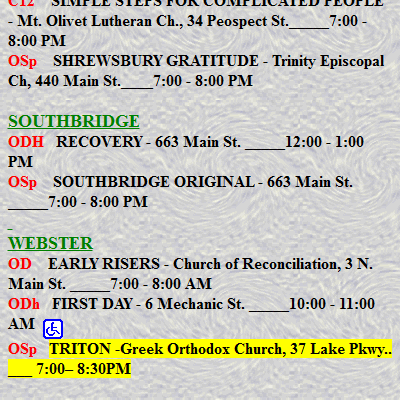 C12 SIMPLE STEPS FOR COMPLICATED PEOPLE
- Mt. Olivet Lutheran Ch., 34 Peospect St._____7:00 -
8:00 PM
OSp SHREWSBURY GRATITUDE - Trinity Episcopal
Ch, 440 Main St.____7:00 - 8:00 PM
SOUTHBRIDGE
ODH RECOVERY - 663 Main St. _____12:00 - 1:00
PM
OSp SOUTHBRIDGE ORIGINAL - 663 Main St.
_____7:00 - 8:00 PM
WEBSTER
OD EARLY RISERS - Church of Reconciliation, 3 N.
Main St. _____7:00 - 8:00 AM
ODh FIRST DAY - 6 Mechanic St. _____10:00 - 11:00
AM
OSp TRITON -Greek Orthodox Church, 37 Lake Pkwy..
___ 7:00– 8:30PM